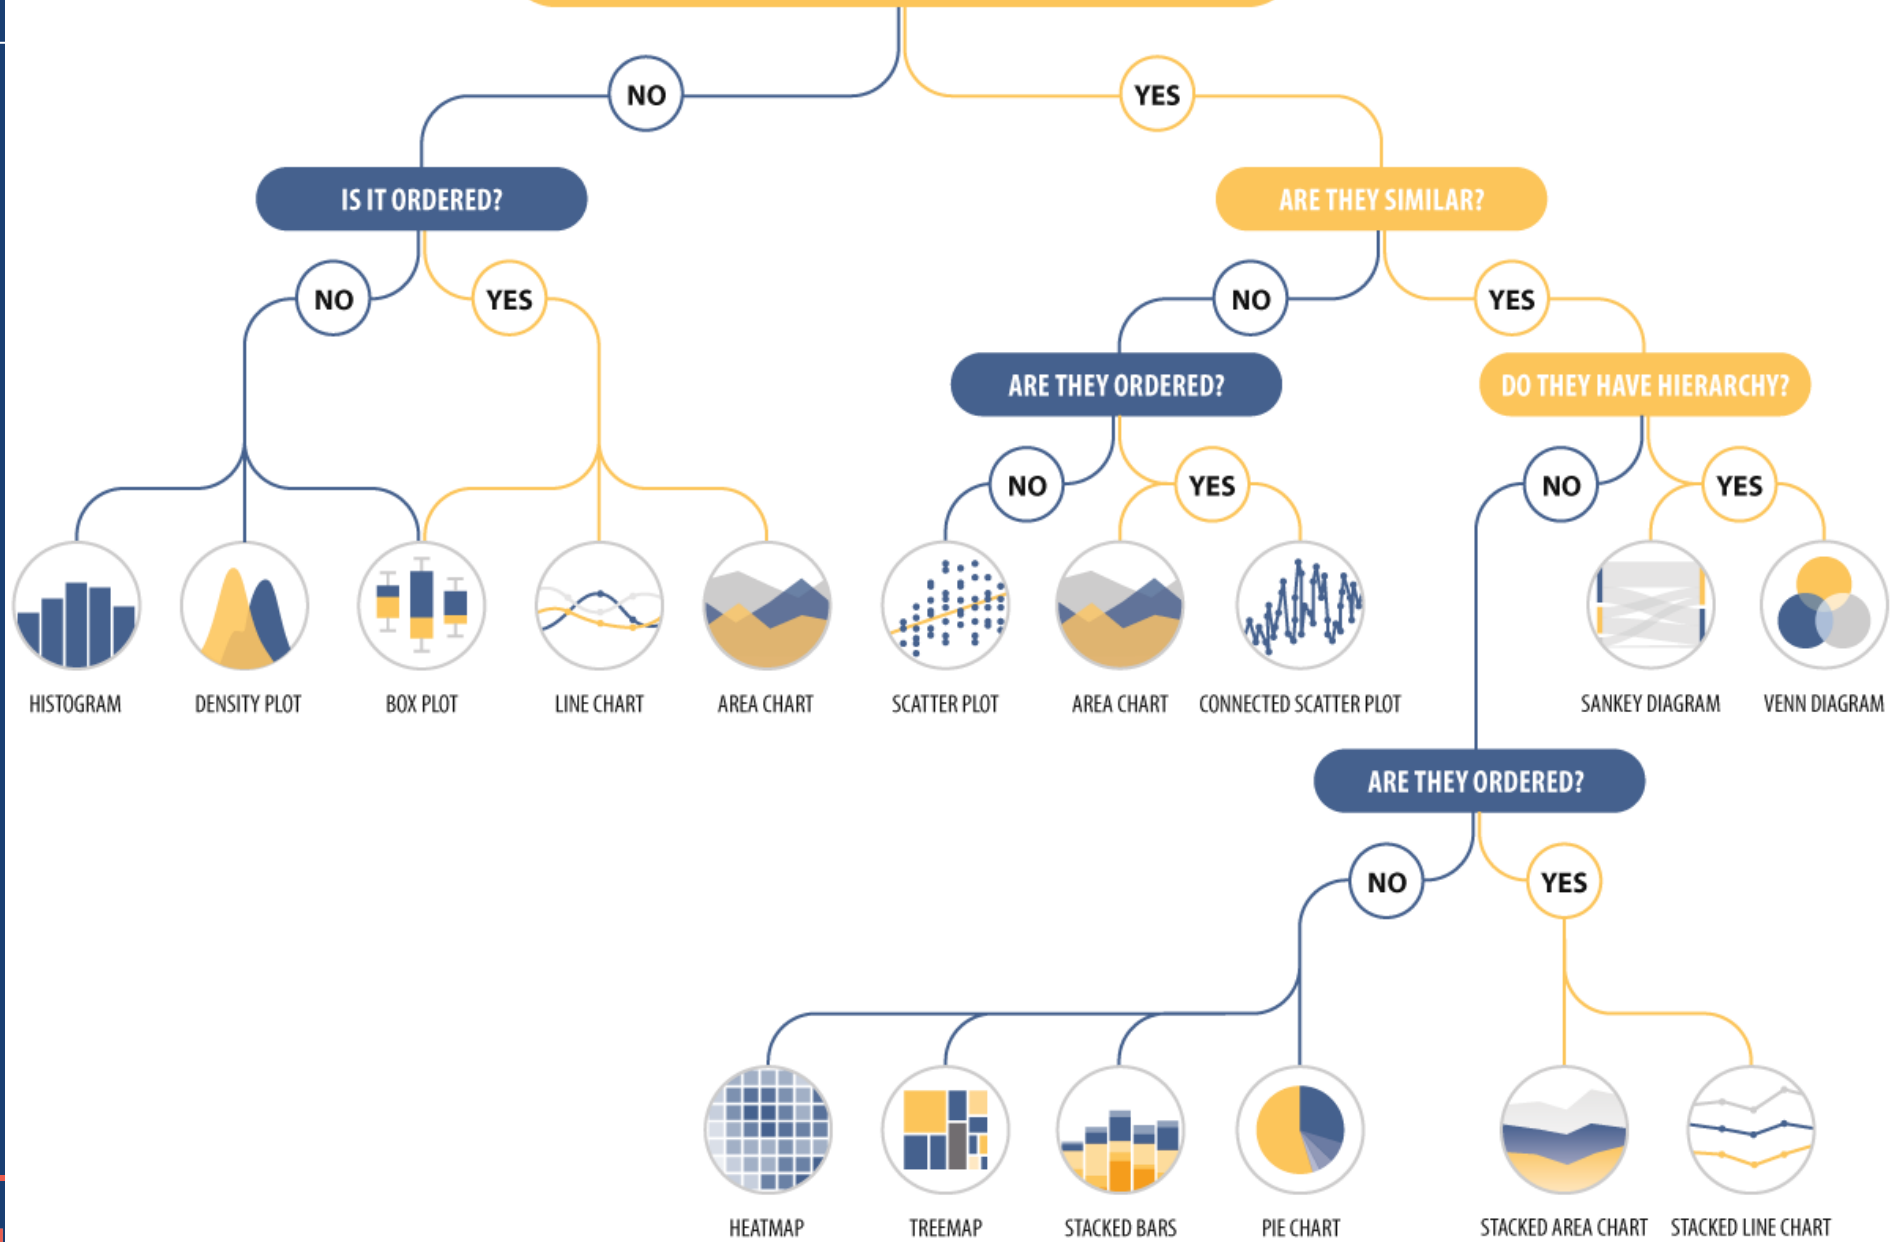 NO
YES
IS IT ORDERED?
ARE THEY SIMILAR?
NO
YES
NO
YES
ARE THEY ORDERED?
DO THEY HAVE HIERARCHY?
NO
YES
NO
YES
HISTOGRAM
DENSITY PLOT
BOX PLOT
LINE CHART
AREA CHART
SCATTER PLOT
AREA CHART
CONNECTED SCATTER PLOT
SANKEY DIAGRAM
VENN DIAGRAM
ARE THEY ORDERED?
NO
YES
HEATMAP
TREEMAP
STACKED BARS
PIE CHART
STACKED AREA CHART
STACKED LINE CHART